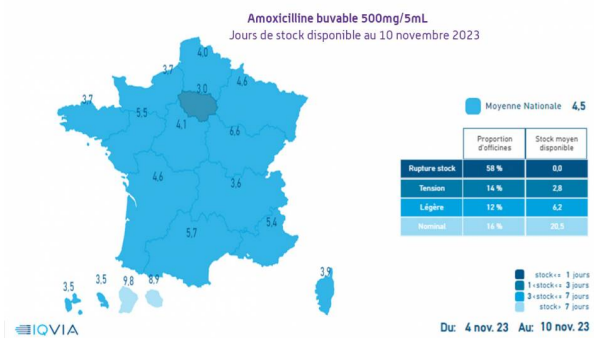 Amoxicilline buvable 500mg/5mL
Jours de stock disponible au 10 novembre 2023
4,0
3,7
3,0
4,6
3,7
5,5
4,1
6,6
4,6
3,6
5,4
5,7
3,5
3,5
9,8
8,9
3,9
Moyenne Nationale 4,5
Proportion d'officines Stock moyen disponible
Rupture stock 58 % 0,0
Tension 14 % 2,8
Légère 12 % 6,2
Nominal 16 % 20,5
stock<= 1 jours
1<stock<= 3 jours
3<stock<= 7 jours
stock> 7 jours
IQVIA
Du: 4 nov. 23 Au: 10 nov. 23